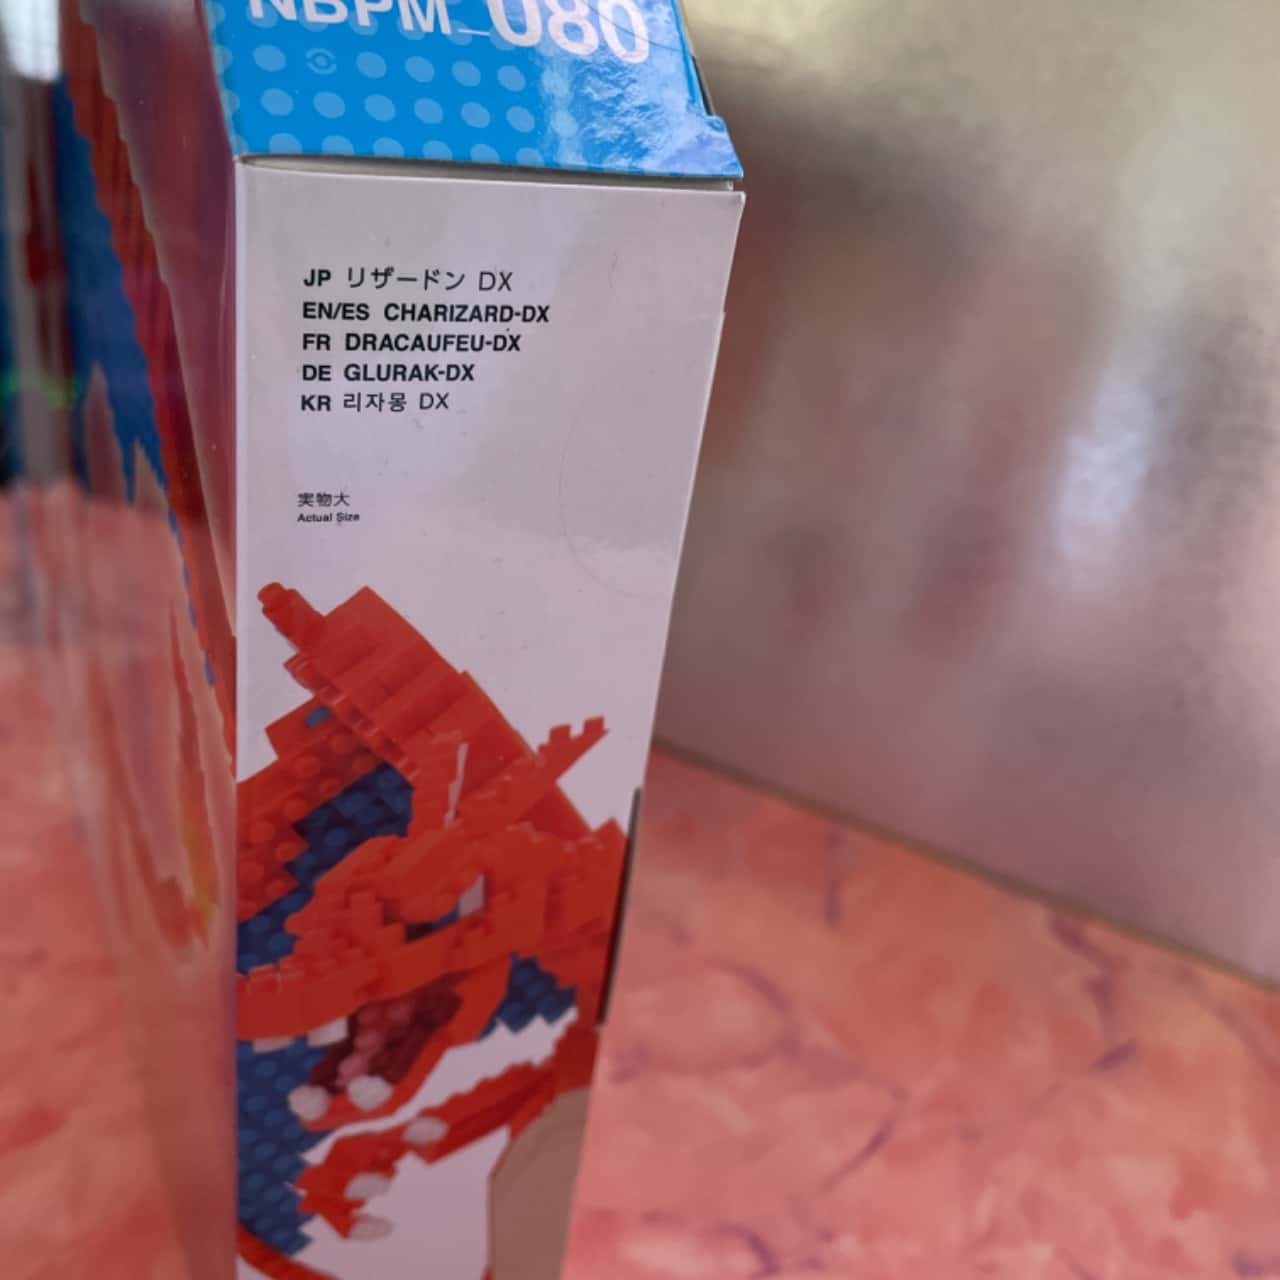 NBPM_080
JP リザードン DX
EN/ES CHARIZARD-DX
FR DRACAUFEU-DX
DE GLURAK-DX
KR 리자몽 DX
実物大
Actual Size